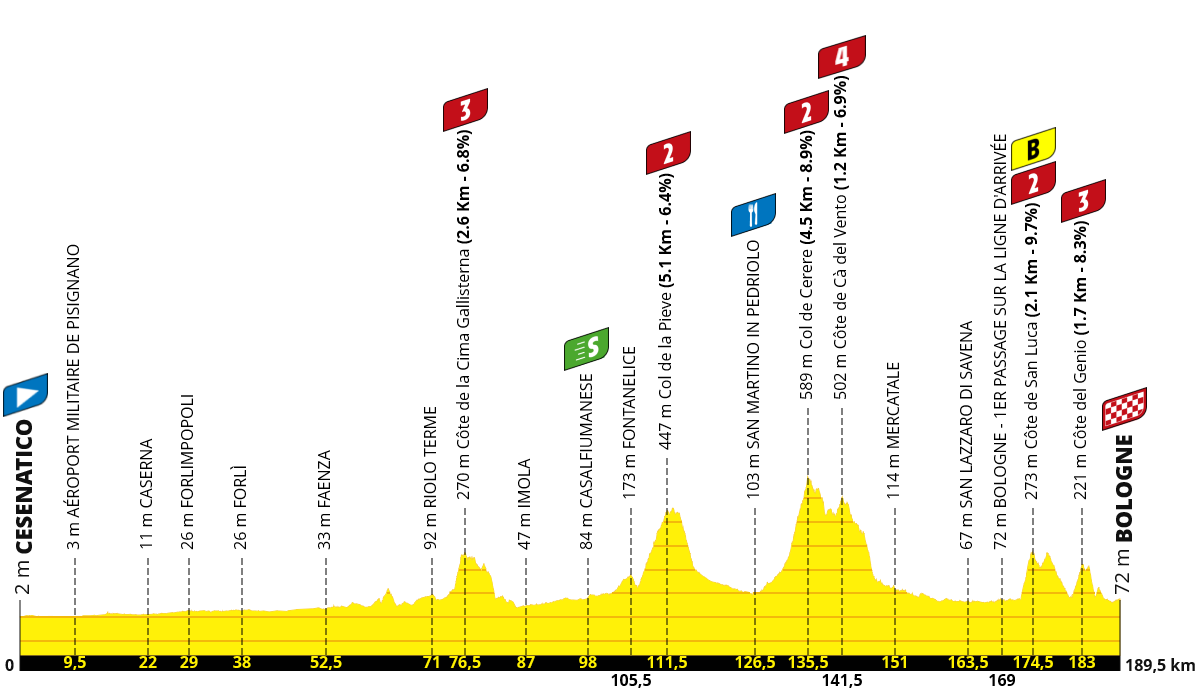 2 m CESENATICO
3 m AÉROPORT MILITAIRE DE PISIGNANO
11 m CASERNA
26 m FORLIMPOPOLI
26 m FORLÌ
33 m FAENZA
92 m RIOLO TERME
3
270 m Côte de la Cima Gallisterna (2.6 Km - 6.8%)
47 m IMOLA
S
84 m CASALFIUMANESE
173 m FONTANELICE
2
447 m Col de la Pieve (5.1 Km - 6.4%)
103 m SAN MARTINO IN PEDRIOLO
2
589 m Col de Cerere (4.5 Km - 8.9%)
4
502 m Côte de Cà del Vento (1.2 Km - 6.9%)
114 m MERCATALE
67 m SAN LAZZARO DI SAVENA
72 m BOLOGNE - 1ER PASSAGE SUR LA LIGNE D'ARRIVÉE
B
2
273 m Côte de San Luca (2.1 Km - 9.7%)
3
221 m Côte del Genio (1.7 Km - 8.3%)
72 m BOLOGNE
0 9,5 22 29 38 52,5 71 76,5 87 98 111,5 126,5 135,5 151 163,5 174,5 183 189,5 km
105,5 141,5 169